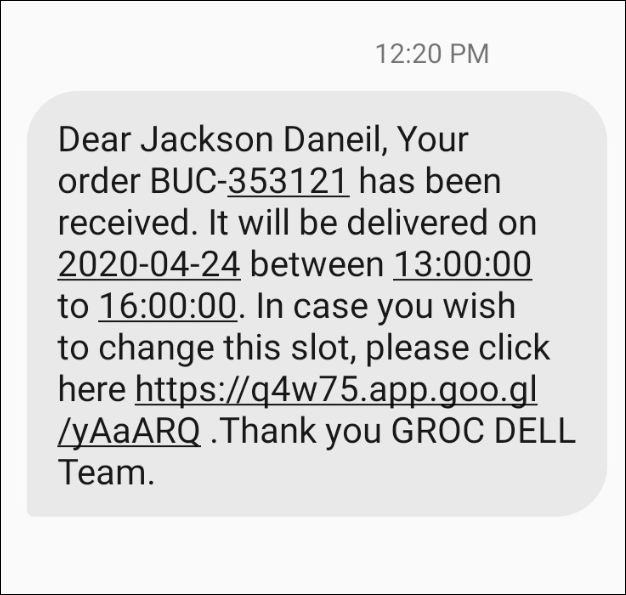 12:20 PM
Dear Jackson Daneil, Your
order BUC-353121 has been
received. It will be delivered on
2020-04-24 between 13:00:00
to 16:00:00. In case you wish
to change this slot, please click
here https://q4w75.app.goo.gl
/yAaARQ .Thank you GROC DELL
Team.